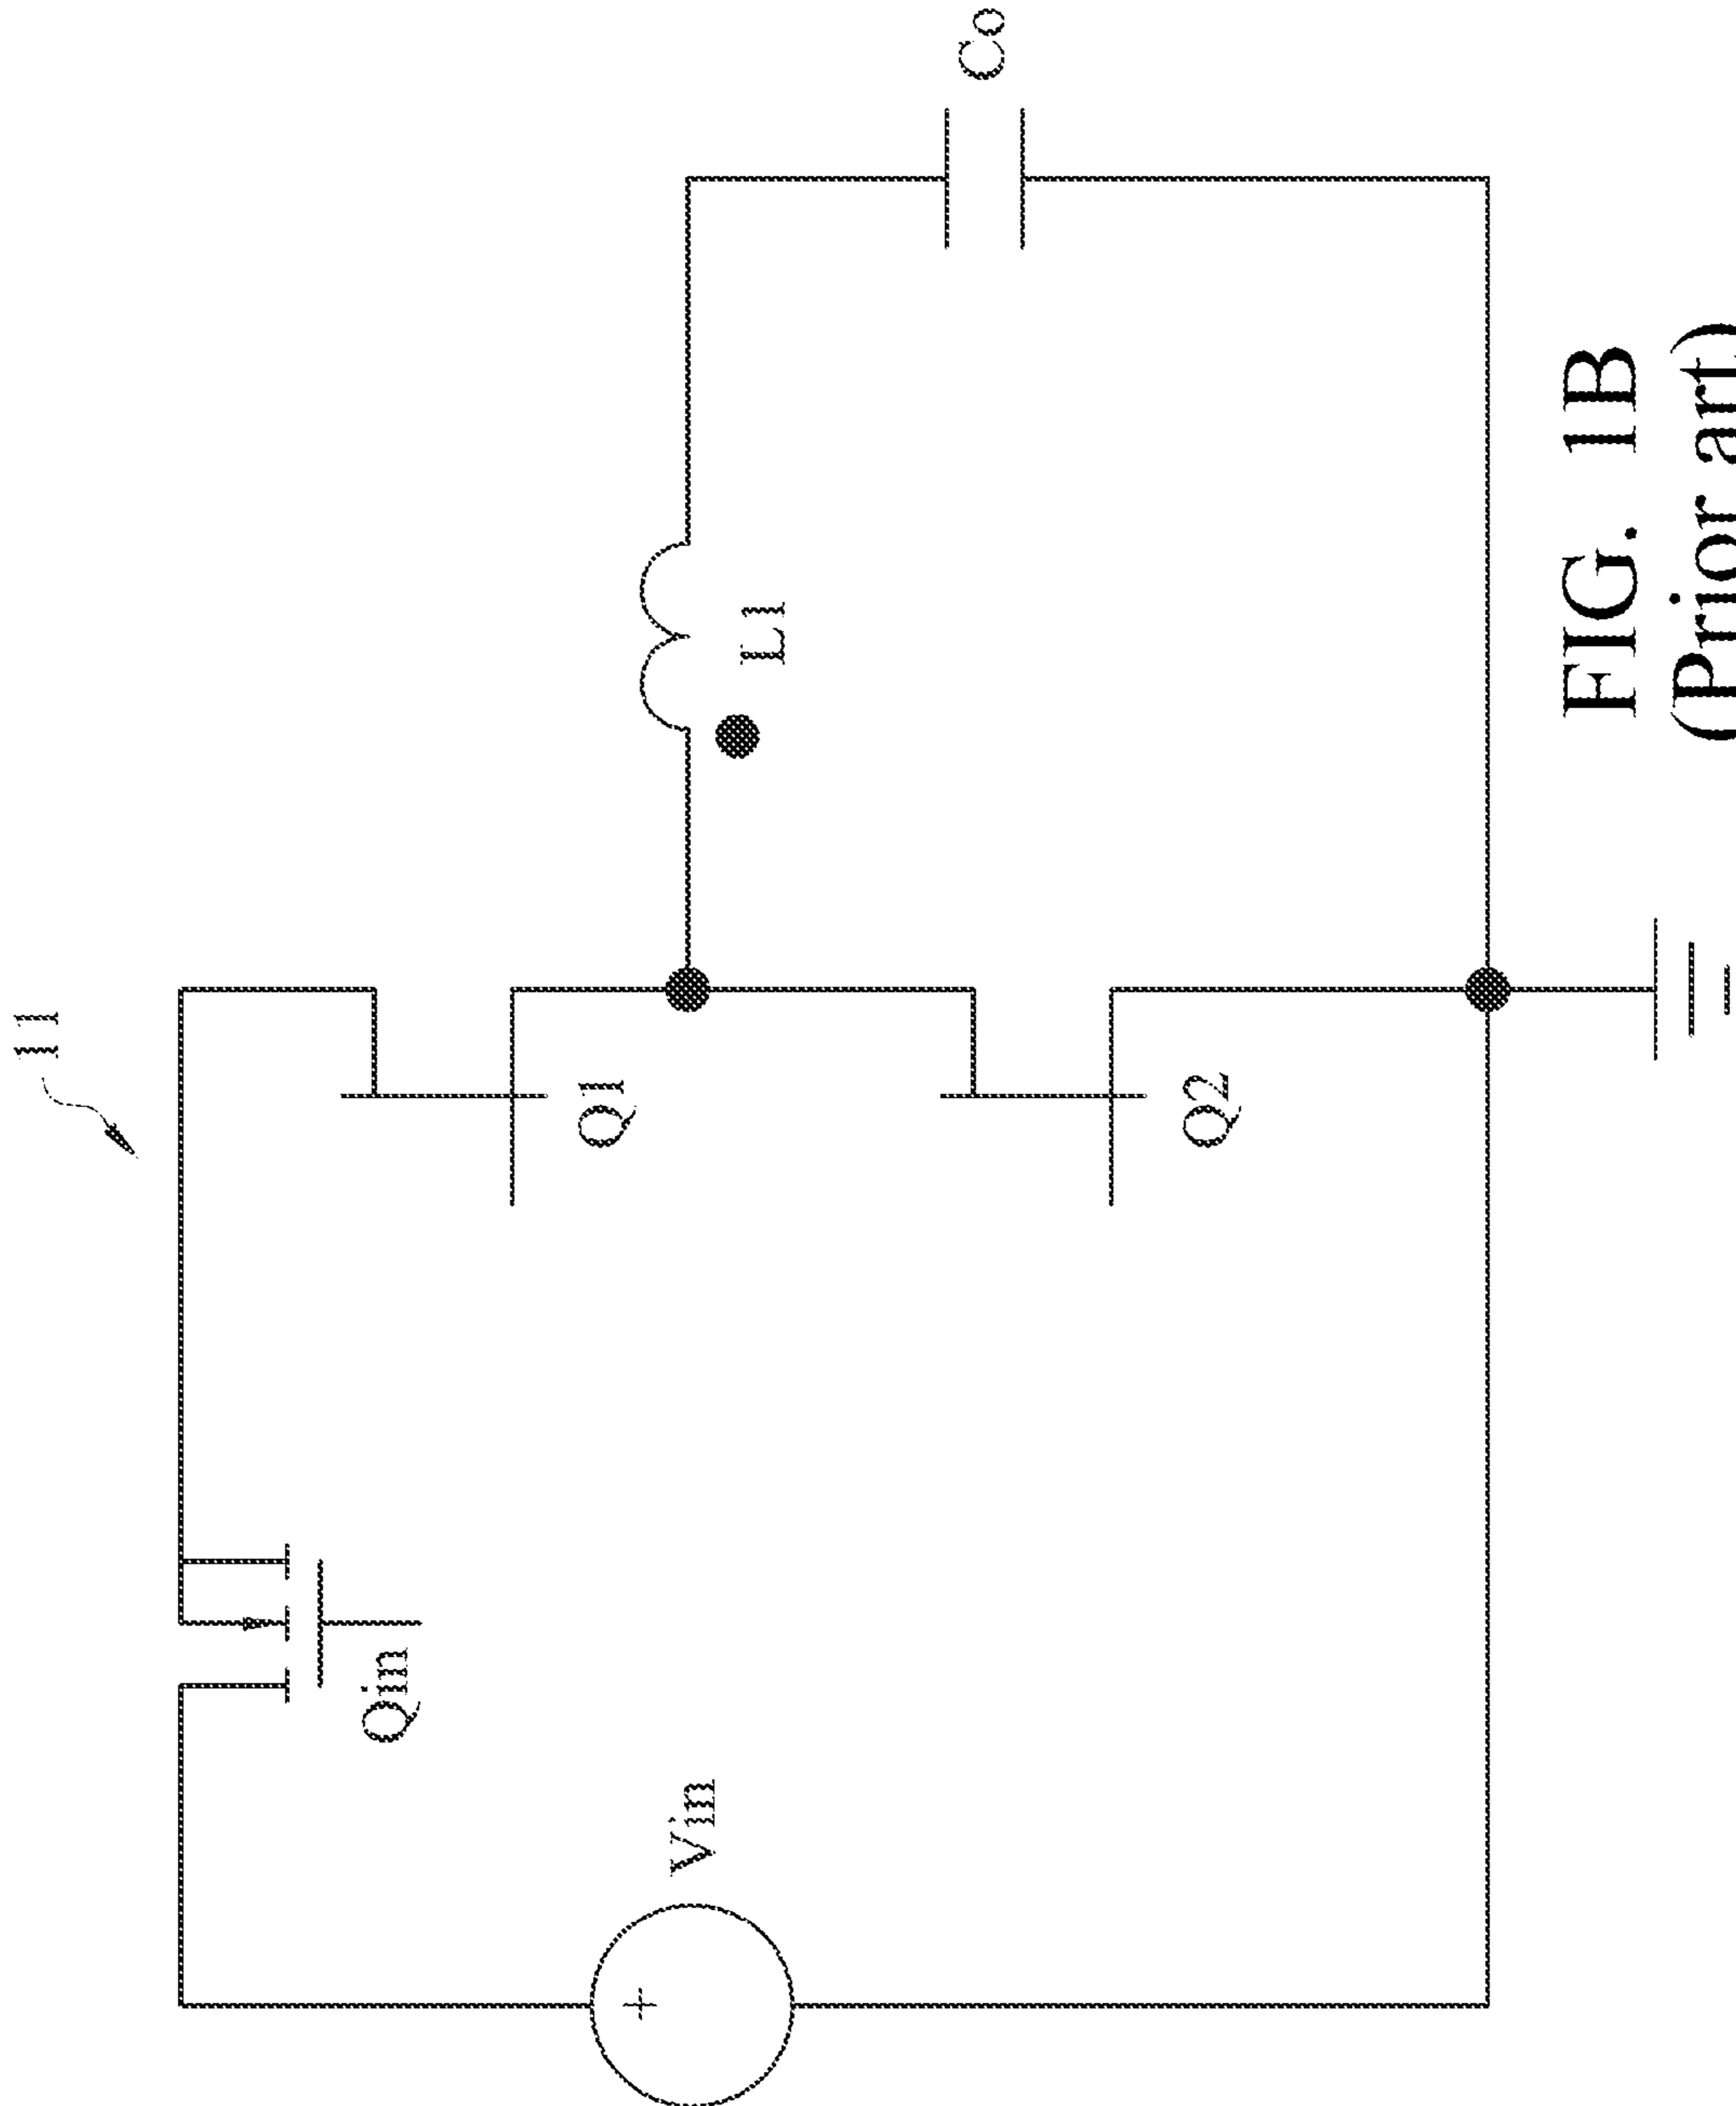 11
Qin
Vin
Q1
Q2
L1
Co
+
FIG. 1B
(Prior art)